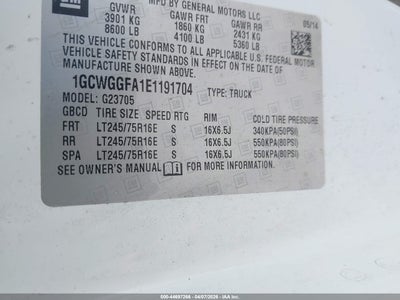 GM
MFD BY GENERAL MOTORS LLC 05/14
GVWR GAWR FRT GAWR RR
3901 KG 1860 KG 2431 KG
8600 LB 4100 LB 5360 LB
THIS VEHICLE CONFORMS TO ALL APPLICABLE U.S. FEDERAL MOTOR
VEHICLE SAFETY STANDARDS IN EFFECT ON THE DATE OF
MANUFACTURE SHOWN ABOVE.
1GCWGGFA1E1191704 TYPE: TRUCK
MODEL: G23705
GBCD TIRE SIZE SPEED RTG RIM COLD TIRE PRESSURE
FRT LT245/75R16E S 16X6.5J 340KPA(50PSI)
RR LT245/75R16E S 16X6.5J 550KPA(80PSI)
SPA LT245/75R16E S 16X6.5J 550KPA(80PSI)
SEE OWNER'S MANUAL FOR MORE INFORMATION.
500-44697266 - 04/07/2026 - IAA Inc.